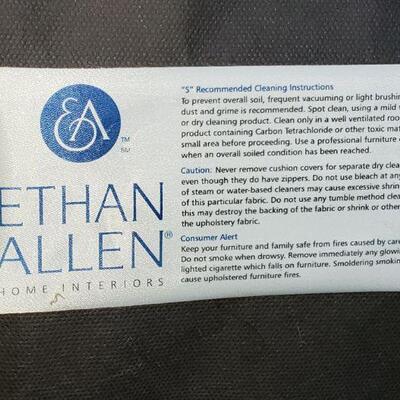 EA
TM
SM
ETHAN
ALLEN®
HOME INTERIORS
"S" Recommended Cleaning Instructions
To prevent overall soil, frequent vacuuming or light brushin
dust and grime is recommended. Spot clean, using a mild
or dry cleaning product. Clean only in a well ventilated roo
product containing Carbon Tetrachloride or other toxic mat
small area before proceeding. Use a professional furniture
when an overall soiled condition has been reached.
Caution: Never remove cushion covers for separate dry clea
even though they do have zippers. Do not use bleach at any
of steam or water-based cleaners may cause excessive shrin
of this particular fabric. Do not use any tumble method clea
this may destroy the backing of the fabric or shrink or other
the upholstery fabric.
Consumer Alert
Keep your furniture and family safe from fires caused by care
Do not smoke when drowsy. Remove immediately any glowi
lighted cigarette which falls on furniture. Smoldering smokin
cause upholstered furniture fires.